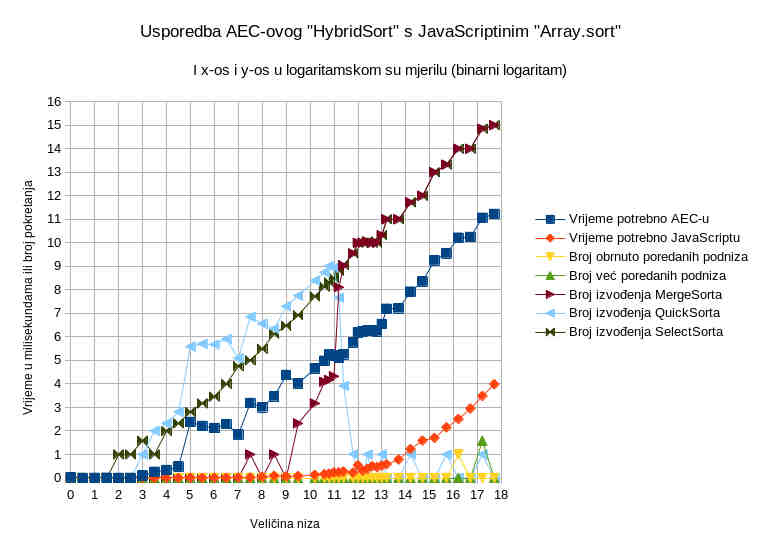 Usporedba AEC-ovog "HybridSort" s JavaScriptinim "Array.sort"
I x-os i y-os u logaritamskom su mjerilu (binarni logaritam)
Vrijeme u milisekundama ili broj pokretanja
16
15
14
13
12
11
10
9
8
7
6
5
4
3
2
1
0
0 1 2 3 4 5 6 7 8 9 10 11 12 13 14 15 16 17 18
Veličina niza
Vrijeme potrebno AEC-u
Vrijeme potrebno JavaScriptu
Broj obrnuto poredanih podniza
Broj već poredanih podniza
Broj izvođenja MergeSorta
Broj izvođenja QuickSorta
Broj izvođenja SelectSorta